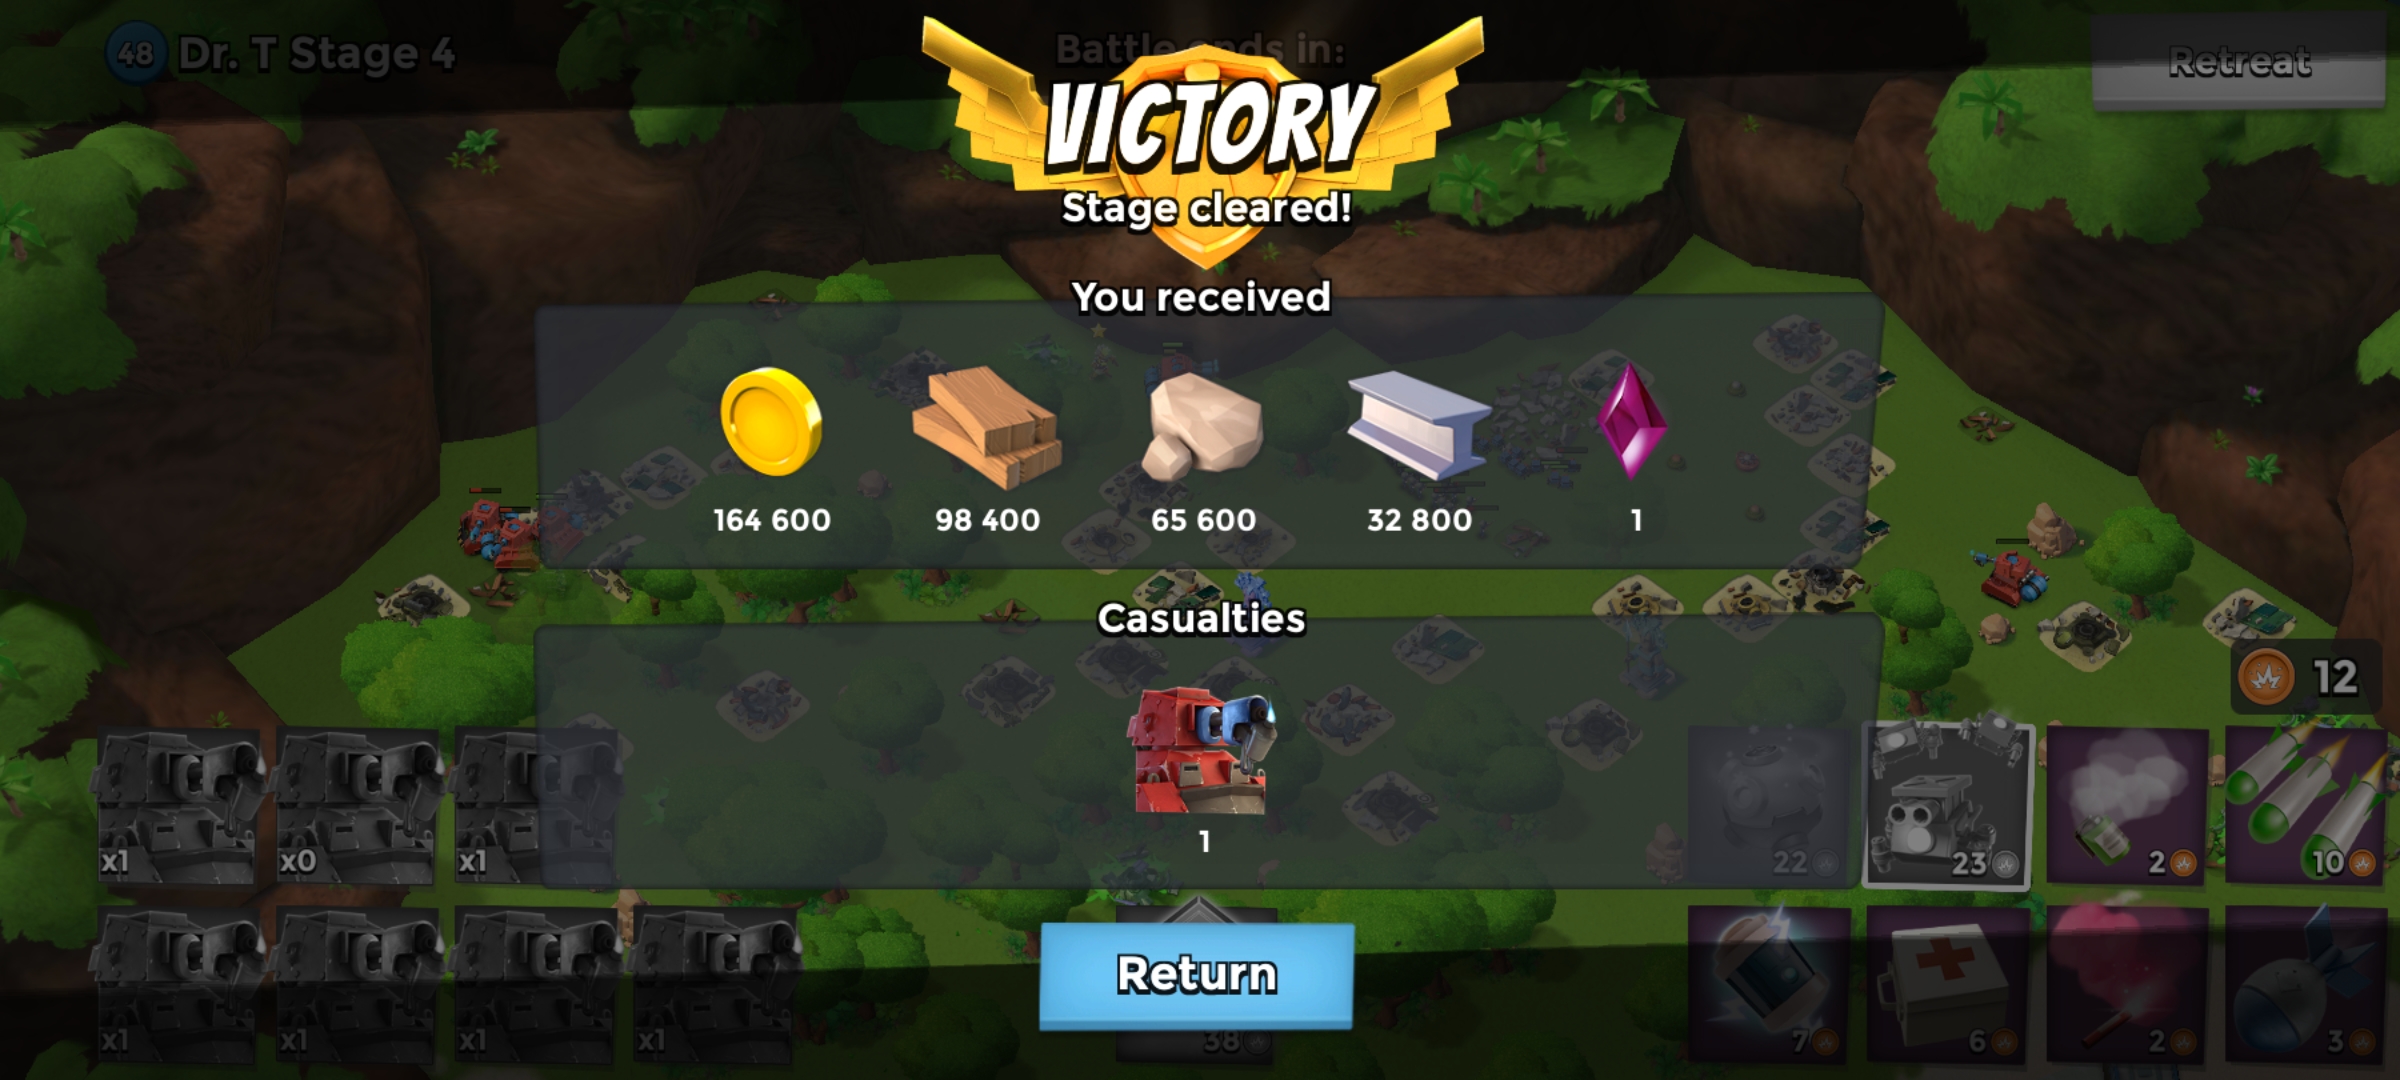 48 Dr. T Stage 4
Battle ends in:
Retreat
VICTORY
Stage cleared!
You received
164 600
98 400
65 600
32 800
1
Casualties
1
12
x1
x0
x1
22
23
2
10
x1
x1
x1
x1
Return
38
7
6
2
3